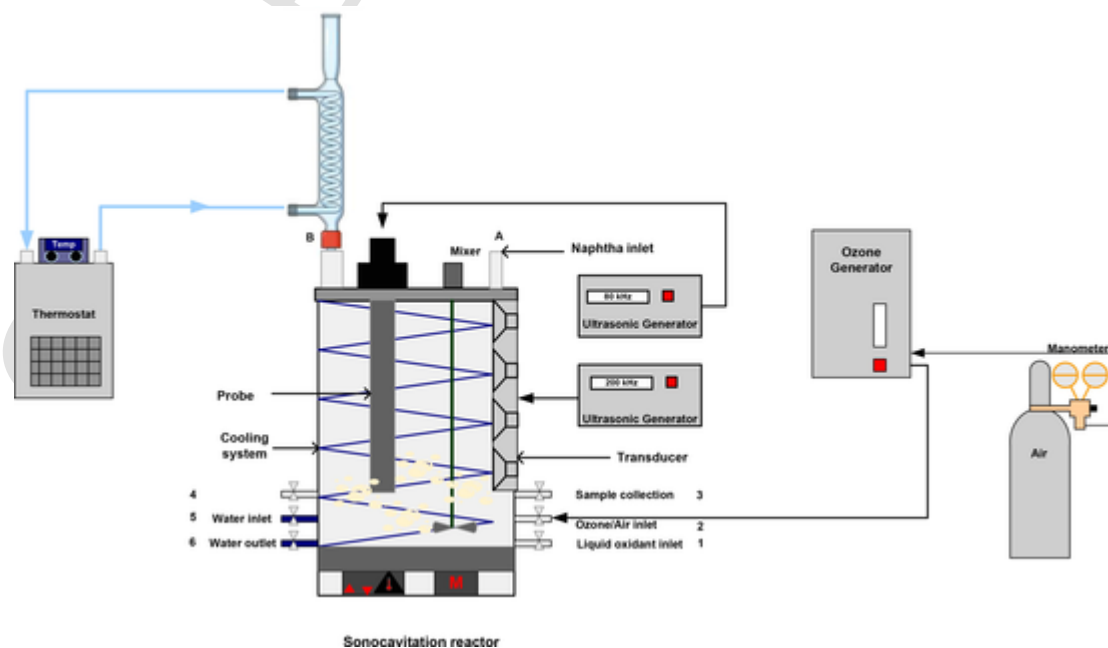 B
A
Mixer
Naphtha inlet
Temp
Thermostat
80 kHz
Ultrasonic Generator
Ozone
Generator
Manometer
200 kHz
Ultrasonic Generator
Probe
Cooling
system
Transducer
Air
4
Sample collection 3
5 Water inlet
Ozone/Air inlet 2
6 Water outlet
Liquid oxidant inlet 1
M
Sonocavitation reactor